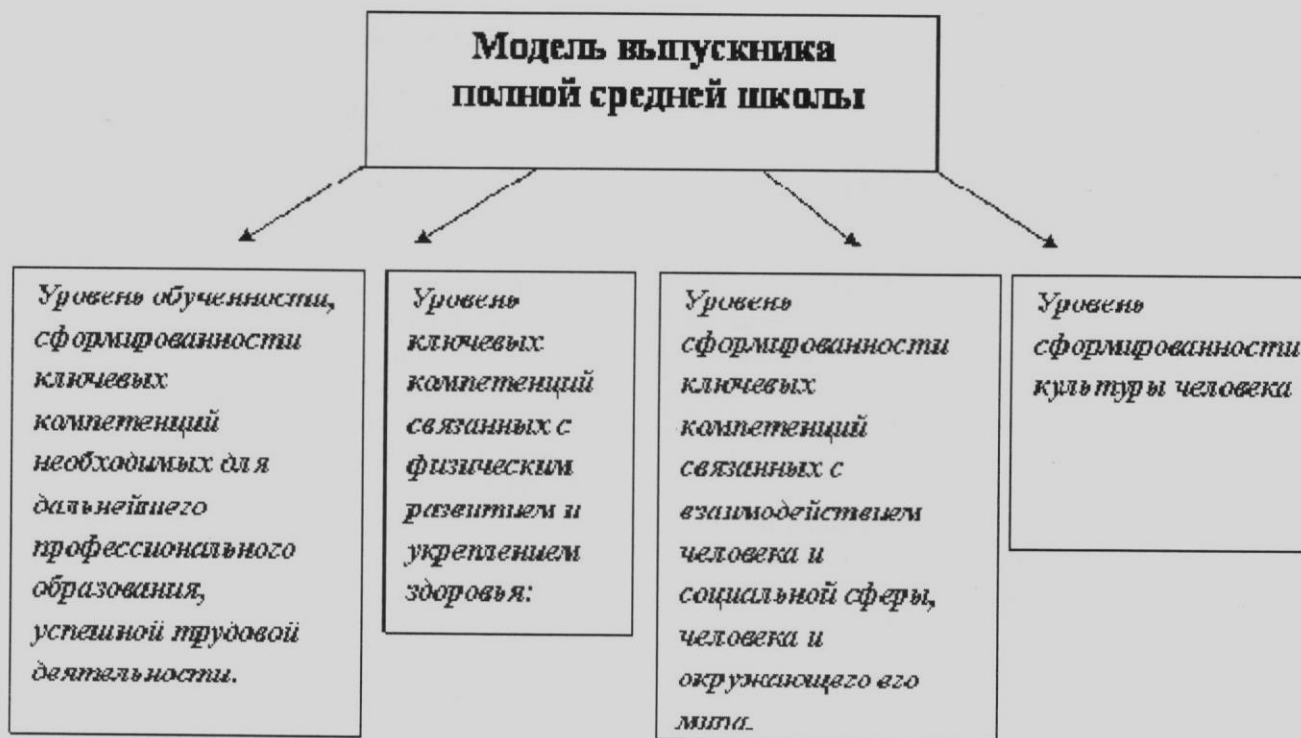 Модель выпускника
полной средней школы
Уровень обученности,
сформированности
ключевых
компетенций
необходимых для
дальнейшего
профессионального
образования,
успешной трудовой
деятельности.
Уровень
ключевых
компетенций
связанных с
физическим
развитием и
укреплением
здоровья:
Уровень
сформированности
ключевых
компетенций
связанных с
взаимодействием
человека и
социальной сферы,
человека и
окружающего его
мира.
Уровень
сформированности
культуры человека